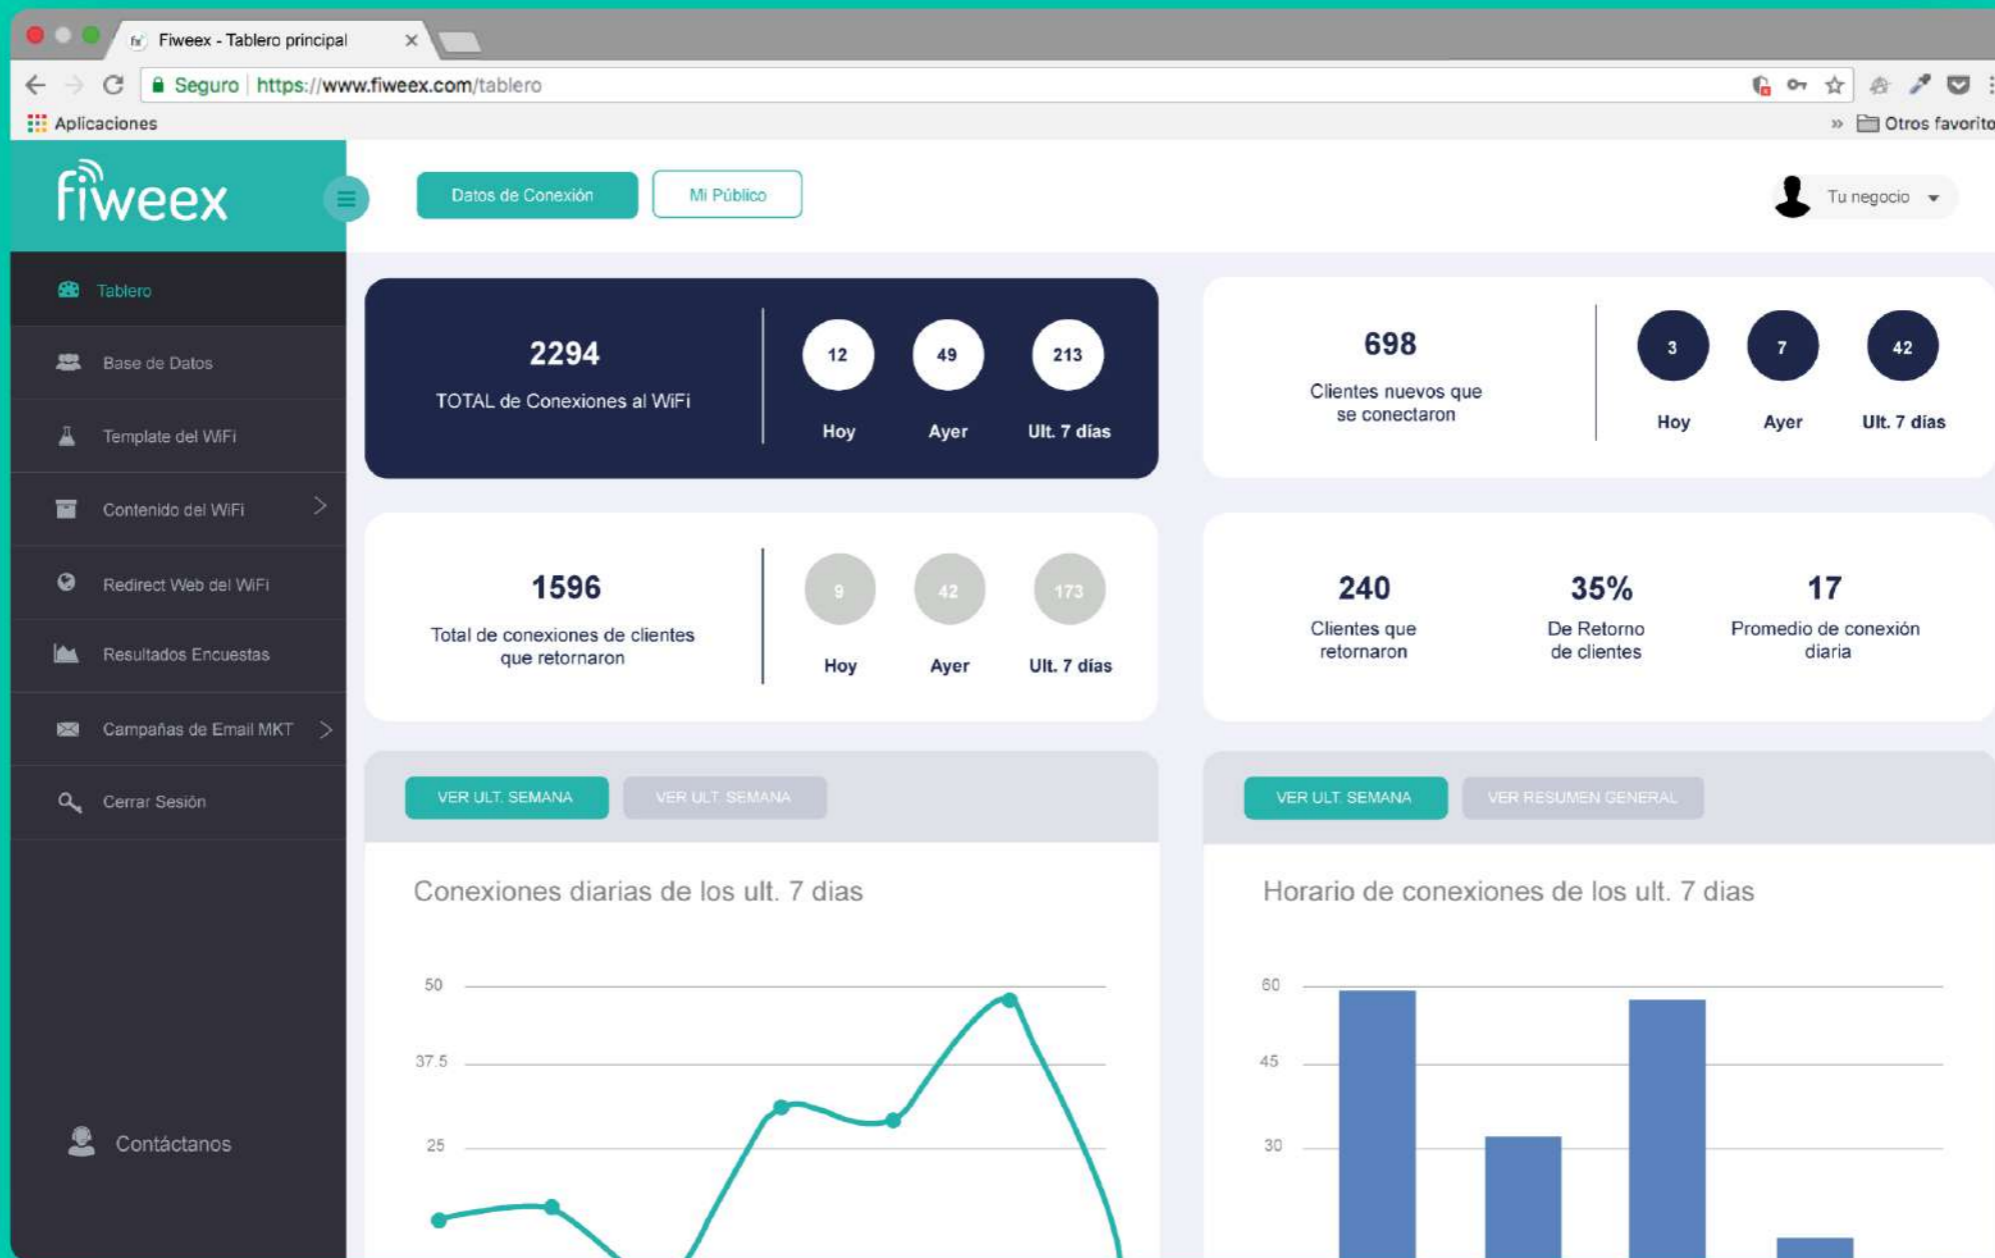 Fiweex - Tablero principal
Seguro https://www.fiweex.com/tablero
Aplicaciones
Otros favorito
fiweex
Datos de Conexión
Mi Público
Tu negocio
Tablero
Base de Datos
Template del WiFi
Contenido del WiFi
Redirect Web del WiFi
Resultados Encuestas
Campañas de Email MKT
Cerrar Sesión
Contáctanos
2294
TOTAL de Conexiones al WiFi
12 49 213
Hoy Ayer Ult. 7 días
698
Clientes nuevos que
se conectaron
3 7 42
Hoy Ayer Ult. 7 días
1596
Total de conexiones de clientes
que retornaron
9 42 173
Hoy Ayer Ult. 7 días
240
Clientes que
retornaron
35%
De Retorno
de clientes
17
Promedio de conexión
diaria
VER ULT. SEMANA
VER ULT. SEMANA
Conexiones diarias de los ult. 7 dias
50
37.5
25
VER ULT. SEMANA
VER RESUMEN GENERAL
Horario de conexiones de los ult. 7 dias
60
45
30